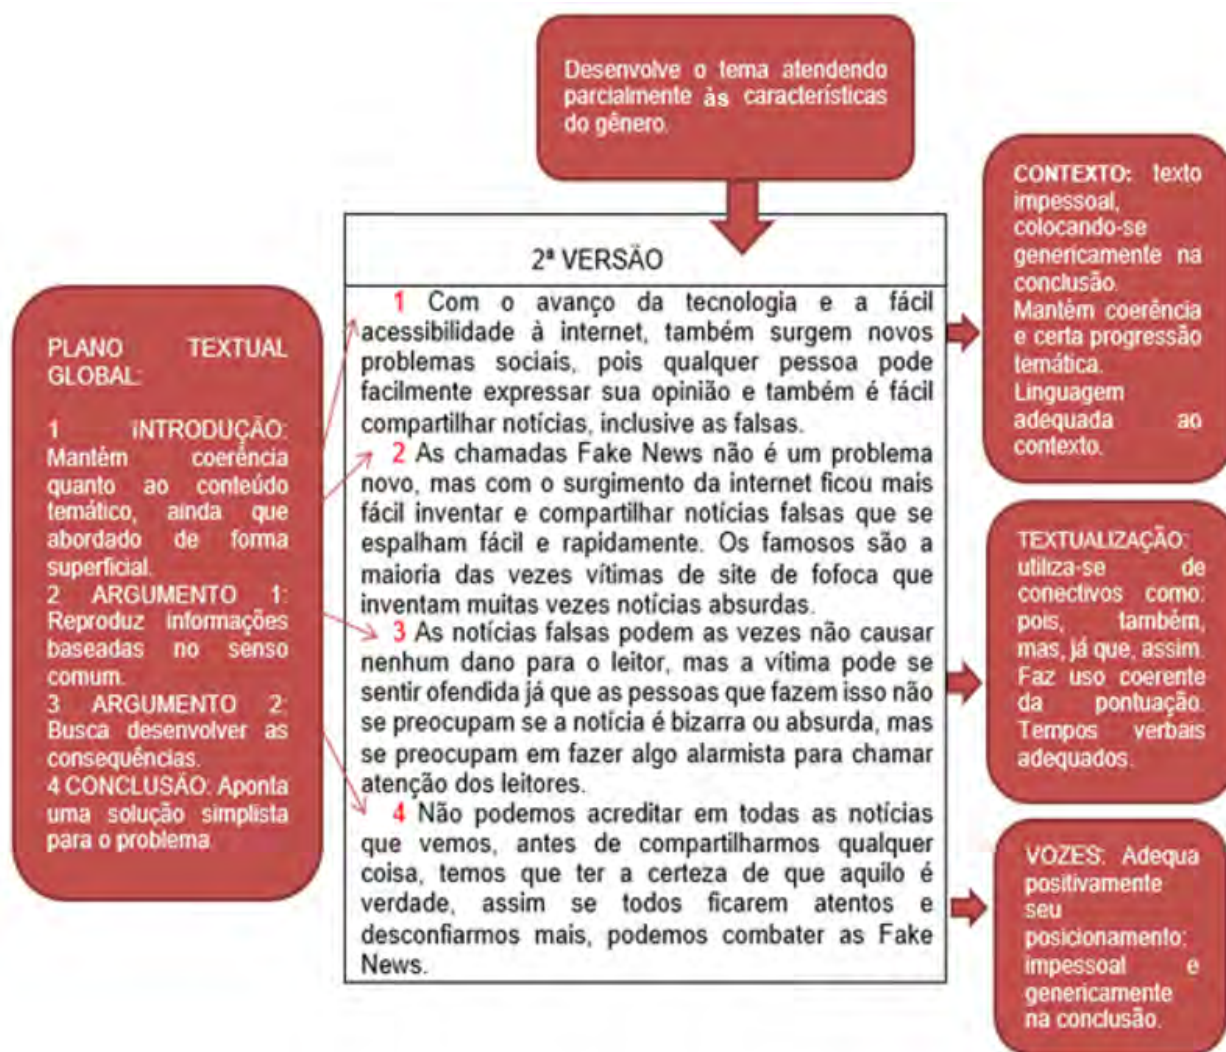 Desenvolve o tema atendendo
parcialmente às características
do gênero.
PLANO TEXTUAL
GLOBAL:
1 INTRODUÇÃO:
Mantém coerência
quanto ao conteúdo
temático, ainda que
abordado de forma
superficial.
2 ARGUMENTO 1:
Reproduz informações
baseadas no senso
comum.
3 ARGUMENTO 2:
Busca desenvolver as
consequências.
4 CONCLUSÃO: Aponta
uma solução simplista
para o problema
2ª VERSÃO
1 Com o avanço da tecnologia e a fácil
acessibilidade à internet, também surgem novos
problemas sociais, pois qualquer pessoa pode
facilmente expressar sua opinião e também é fácil
compartilhar notícias, inclusive as falsas.
2 As chamadas Fake News não é um problema
novo, mas com o surgimento da internet ficou mais
fácil inventar e compartilhar notícias falsas que se
espalham fácil e rapidamente. Os famosos são a
maioria das vezes vítimas de site de fofoca que
inventam muitas vezes notícias absurdas.
3 As notícias falsas podem as vezes não causar
nenhum dano para o leitor, mas a vítima pode se
sentir ofendida já que as pessoas que fazem isso não
se preocupam se a notícia é bizarra ou absurda, mas
se preocupam em fazer algo alarmista para chamar
atenção dos leitores.
4 Não podemos acreditar em todas as notícias
que vemos, antes de compartilharmos qualquer
coisa, temos que ter a certeza de que aquilo é
verdade, assim se todos ficarem atentos e
desconfiarmos mais, podemos combater as Fake
News.
CONTEXTO: texto
impessoal,
colocando-se
genericamente na
conclusão.
Mantém coerência
e certa progressão
temática.
Linguagem
adequada ao
contexto.
TEXTUALIZAÇÃO:
utiliza-se de
conectivos como:
pois, também,
mas, já que, assim.
Faz uso coerente
da pontuação.
Tempos verbais
adequados.
VOZES: Adequa
positivamente
seu
posicionamento:
impessoal e
genericamente
na conclusão.